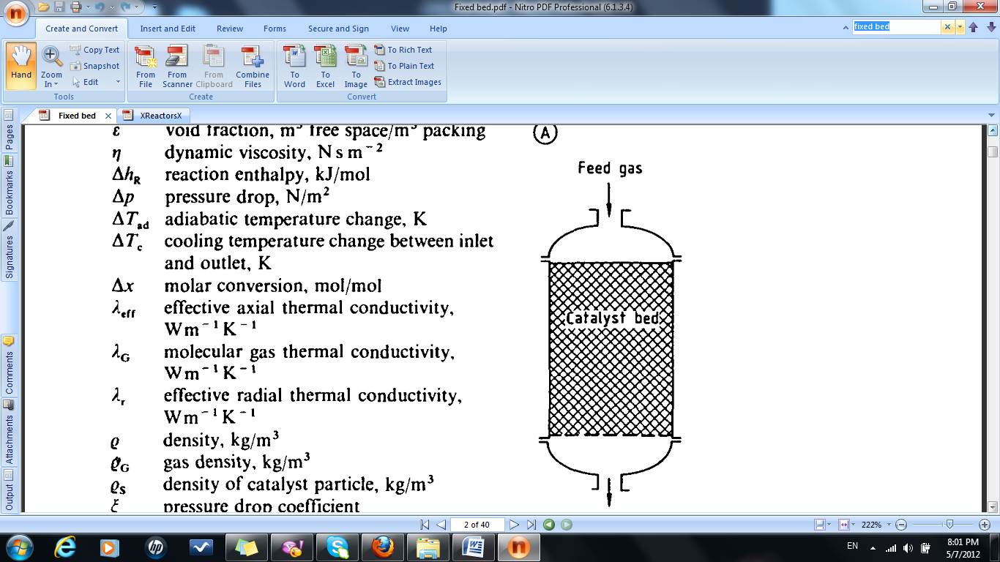 Fixed bed.pdf - Nitro PDF Professional (6.1.3.4)
Create and Convert Insert and Edit Review Forms Secure and Sign View Help
fixed bed
Hand
Zoom In
Copy Text
Snapshot
Edit
Tools
From File
From Scanner
From Clipboard
Combine Files
Create
To Word
To Excel
To Image
To Rich Text
To Plain Text
Extract Images
Convert
Fixed bed
XReactorsX
Pages
Bookmarks
Signatures
Comments
Attachments
Output
ε void fraction, m³ free space/m³ packing
η dynamic viscosity, N s m⁻²
Δh_R reaction enthalpy, kJ/mol
Δp pressure drop, N/m²
ΔT_ad adiabatic temperature change, K
ΔT_c cooling temperature change between inlet
and outlet, K
Δx molar conversion, mol/mol
λ_eff effective axial thermal conductivity,
W m⁻¹ K⁻¹
λ_G molecular gas thermal conductivity,
W m⁻¹ K⁻¹
λ_r effective radial thermal conductivity,
W m⁻¹ K⁻¹
ϱ density, kg/m³
ϱ_G gas density, kg/m³
ϱ_S density of catalyst particle, kg/m³
ξ pressure drop coefficient
A
Feed gas
Catalyst bed
2 of 40
222%
hp
EN
8:01 PM
5/7/2012